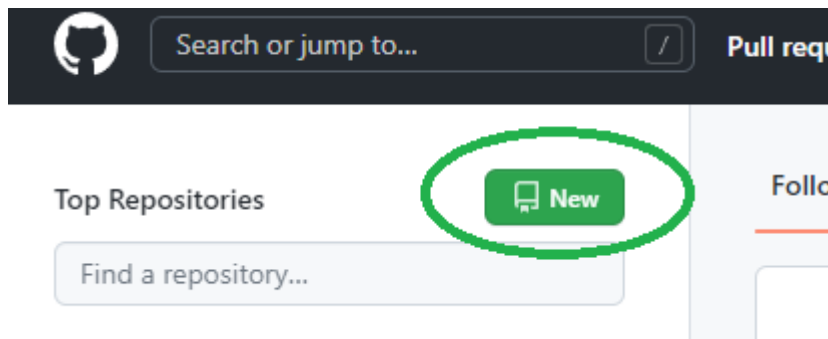 Search or jump to...
/
Pull requ
Top Repositories
New
Follo
Find a repository...